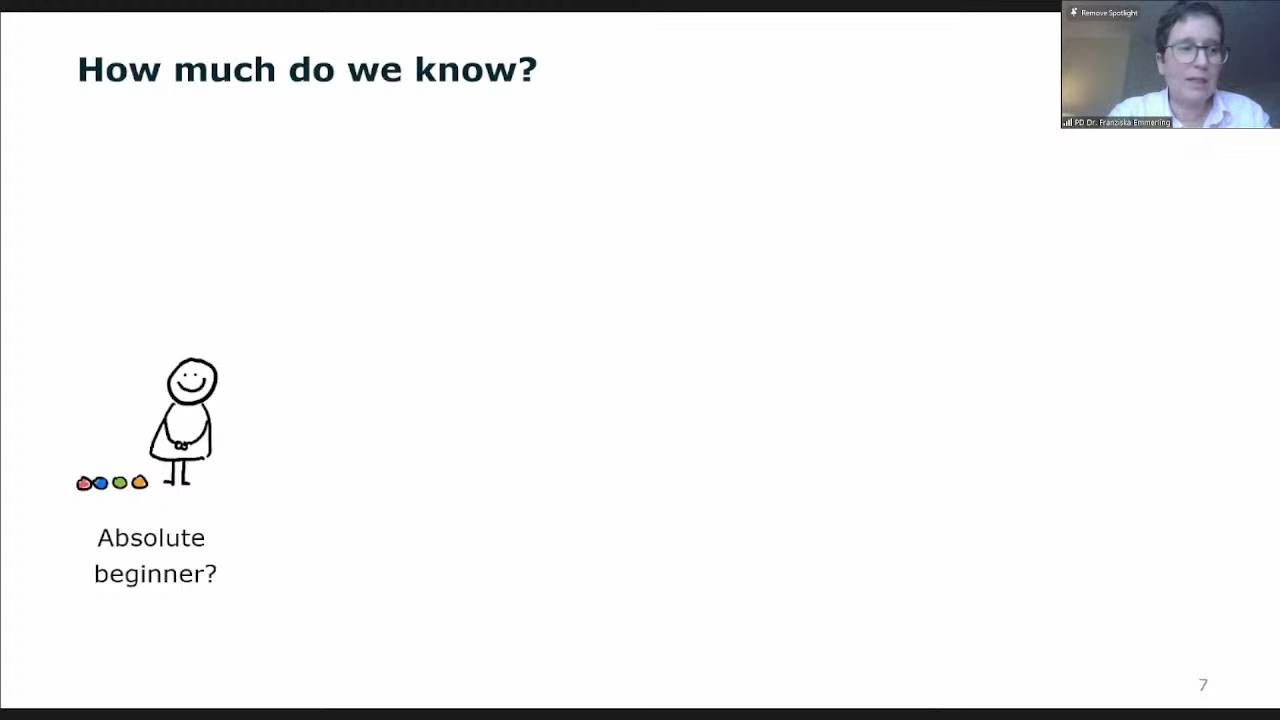 How much do we know?
Remove Spotlight
PD Dr. Franziska Emmerling
Absolute
beginner?
7